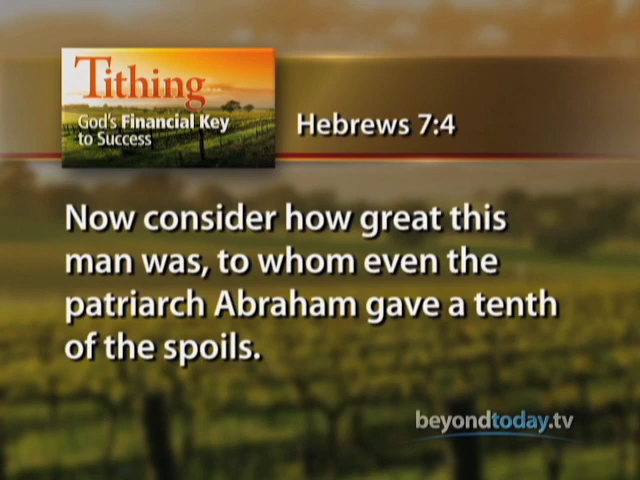 Tithing
God's Financial Key
to Success
Hebrews 7:4
Now consider how great this
man was, to whom even the
patriarch Abraham gave a tenth
of the spoils.
beyondtoday.tv